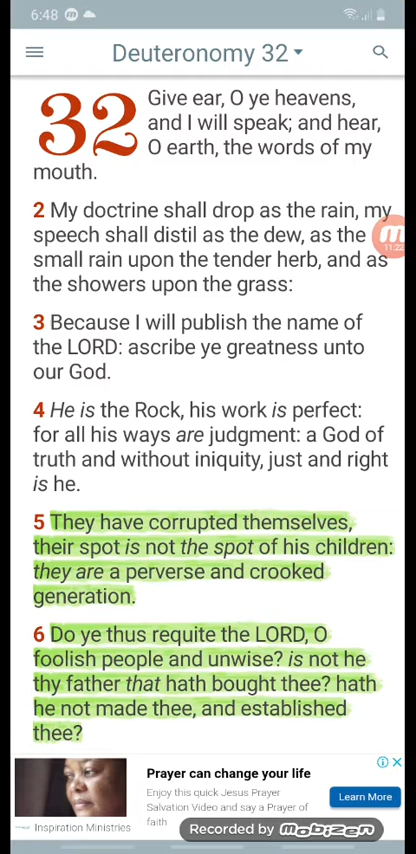 6:48
Deuteronomy 32
32 Give ear, O ye heavens,
and I will speak; and hear,
O earth, the words of my
mouth.
2 My doctrine shall drop as the rain, my
speech shall distil as the dew, as the
small rain upon the tender herb, and as
the showers upon the grass:
11:22
3 Because I will publish the name of
the LORD: ascribe ye greatness unto
our God.
4 He is the Rock, his work is perfect:
for all his ways are judgment: a God of
truth and without iniquity, just and right
is he.
5 They have corrupted themselves,
their spot is not the spot of his children:
they are a perverse and crooked
generation.
6 Do ye thus requite the LORD, O
foolish people and unwise? is not he
thy father that hath bought thee? hath
he not made thee, and established
thee?
Prayer can change your life
Enjoy this quick Jesus Prayer
Salvation Video and say a Prayer of
faith
Learn More
Inspiration Ministries
Recorded by mobizen